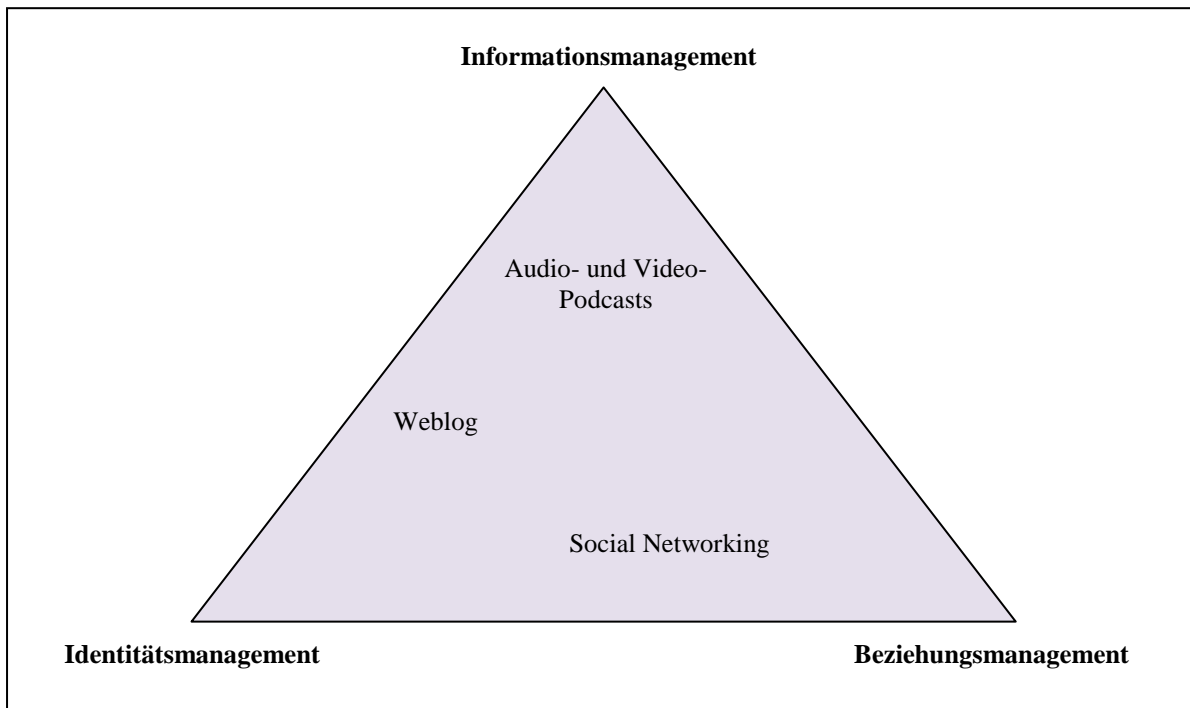 Informationsmanagement
Audio- und Video-
Podcasts
Weblog
Social Networking
Identitätsmanagement
Beziehungsmanagement